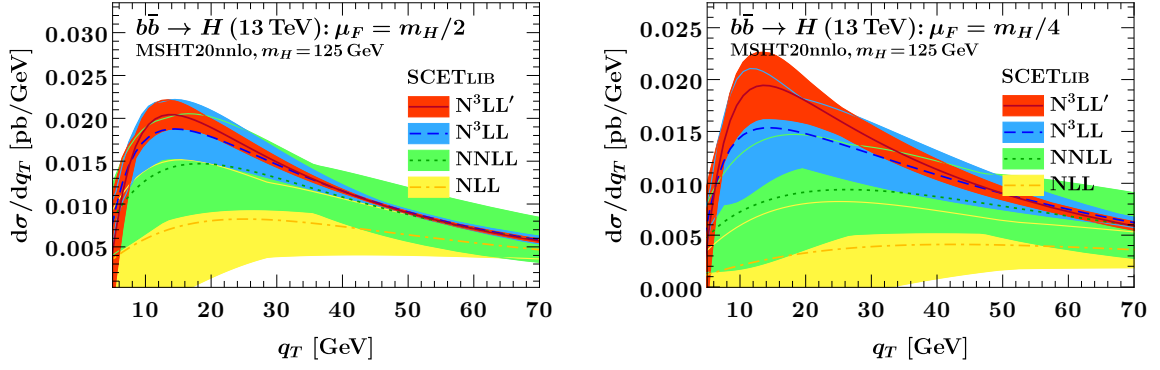 bb̄ → H (13 TeV): μ_F = m_H/2
MSHT20nnlo, m_H = 125 GeV
SCETLIB
N³LL′
N³LL
NNLL
NLL
dσ/dq_T [pb/GeV]
0.030
0.025
0.020
0.015
0.010
0.005
10 20 30 40 50 60 70
q_T [GeV]
bb̄ → H (13 TeV): μ_F = m_H/4
MSHT20nnlo, m_H = 125 GeV
SCETLIB
N³LL′
N³LL
NNLL
NLL
dσ/dq_T [pb/GeV]
0.025
0.020
0.015
0.010
0.005
0.000
10 20 30 40 50 60 70
q_T [GeV]